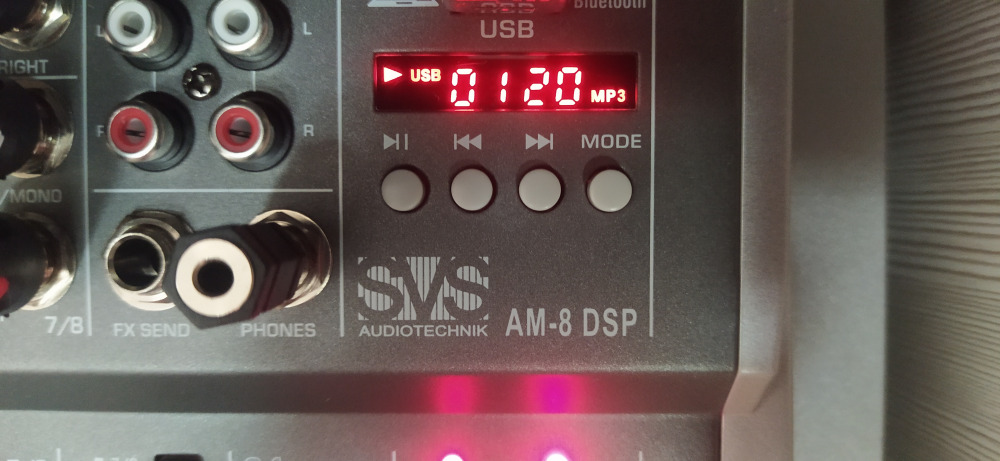 Bluetooth
USB
L L
RIGHT
USB 0120 MP3
R R
MODE
/MONO
SVS
AUDIOTECHNIK
AM-8 DSP
7/8 FX SEND PHONES